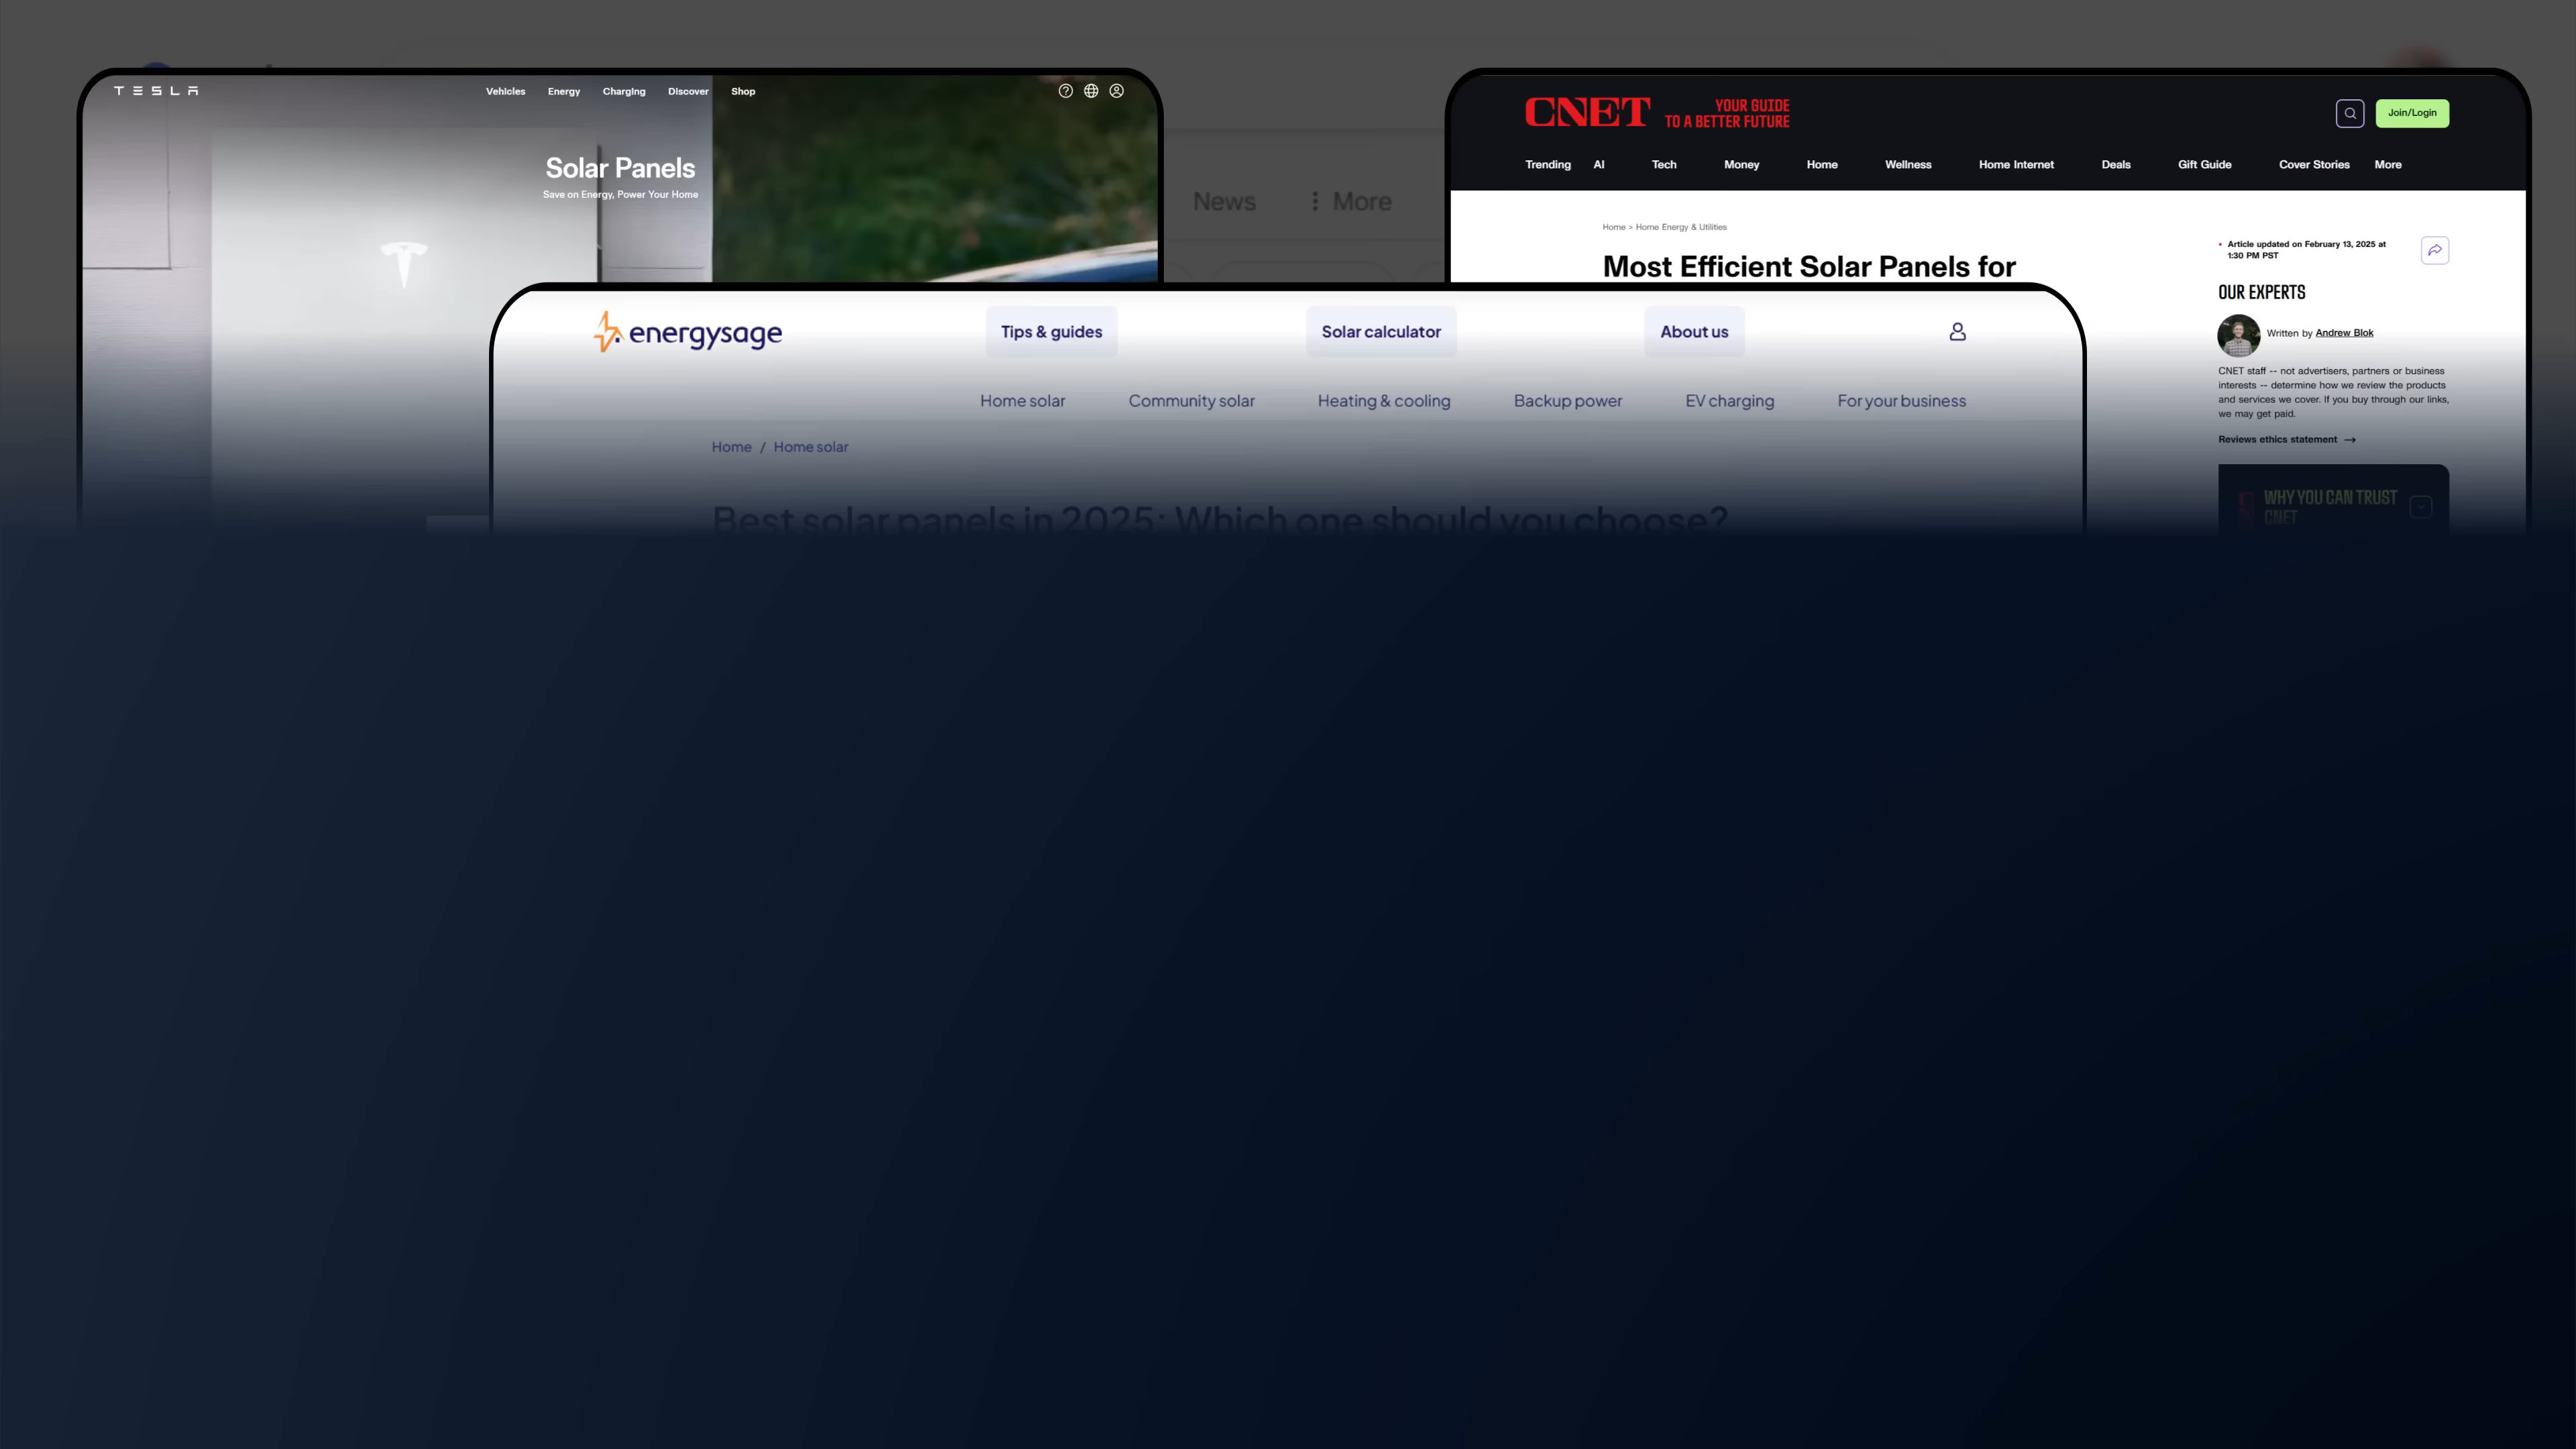 TESLA
Vehicles Energy Charging Discover Shop
Solar Panels
Save on Energy, Power Your Home
News More
CNET YOUR GUIDE
TO A BETTER FUTURE
Join/Login
Trending AI Tech Money Home Wellness Home Internet Deals Gift Guide Cover Stories More
Home > Home Energy & Utilities
Most Efficient Solar Panels for
Article updated on February 13, 2025 at
1:30 PM PST
OUR EXPERTS
Written by Andrew Blok
CNET staff -- not advertisers, partners or business
interests -- determine how we review the products
and services we cover. If you buy through our links,
we may get paid.
Reviews ethics statement →
WHY YOU CAN TRUST
CNET
energysage
Tips & guides Solar calculator About us
Home solar Community solar Heating & cooling Backup power EV charging For your business
Home / Home solar
Best solar panels in 2025: Which one should you choose?